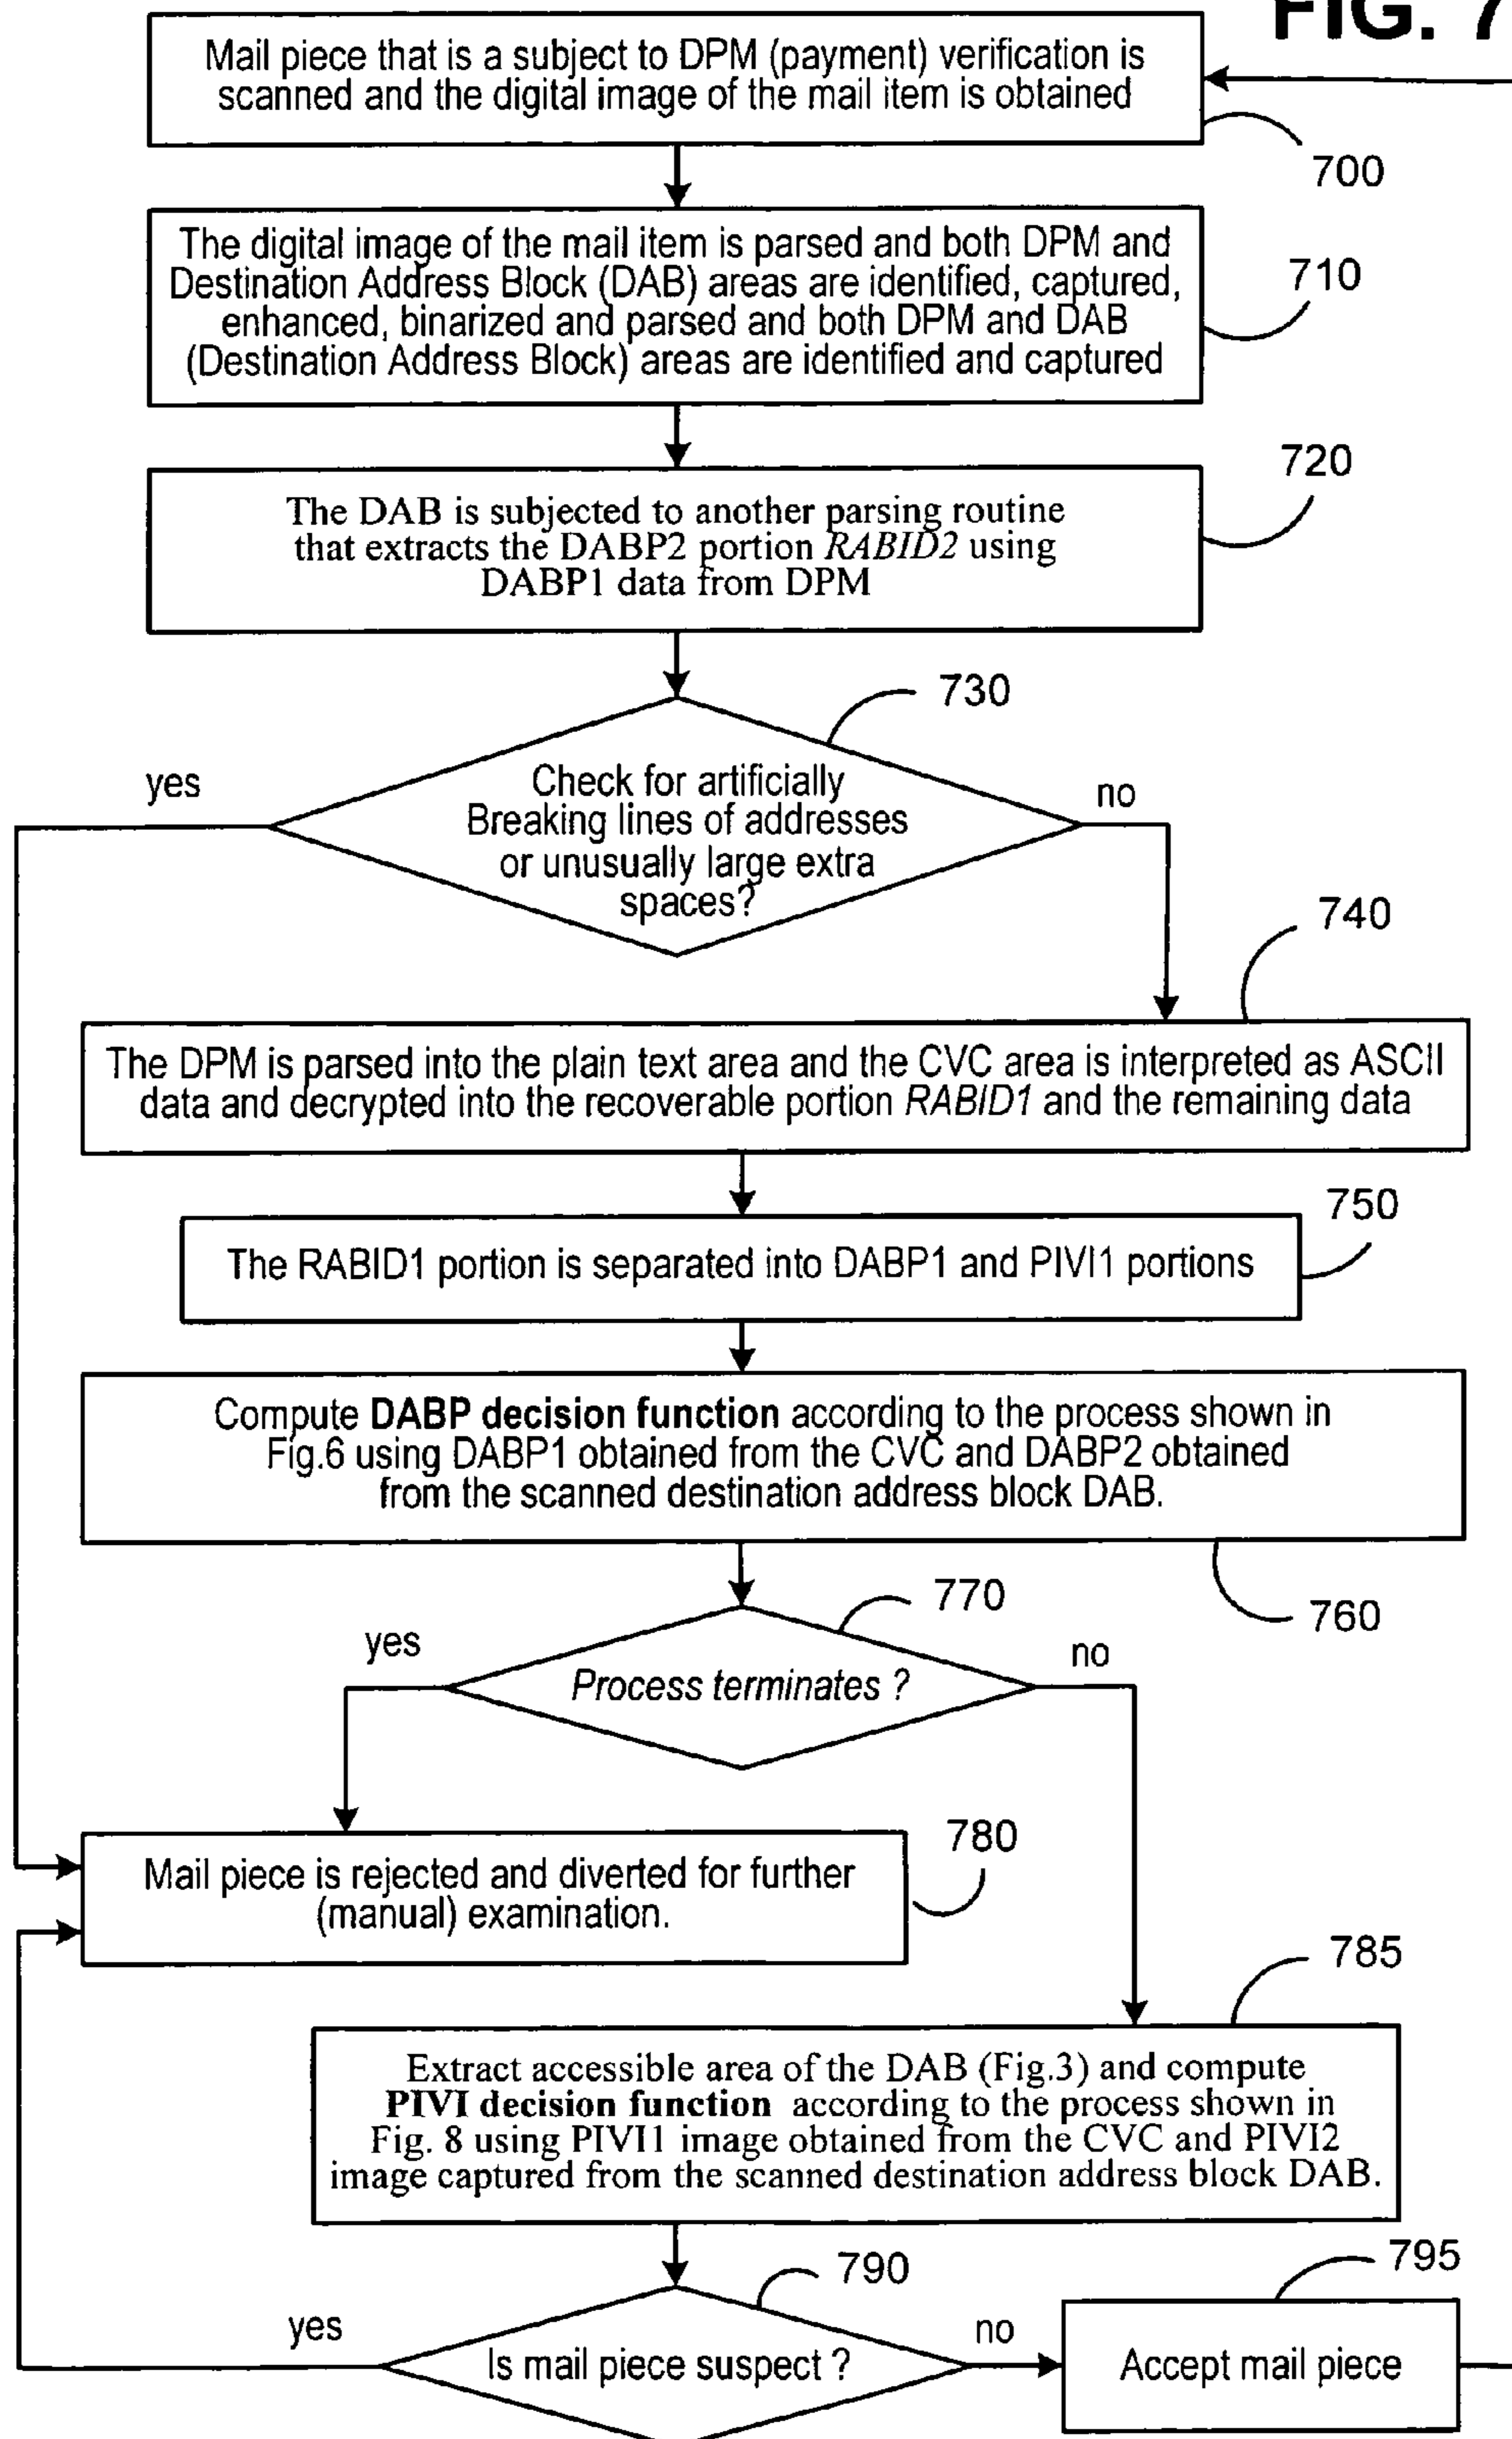 FIG. 7
Mail piece that is a subject to DPM (payment) verification is
scanned and the digital image of the mail item is obtained
700
The digital image of the mail item is parsed and both DPM and
Destination Address Block (DAB) areas are identified, captured,
enhanced, binarized and parsed and both DPM and DAB
(Destination Address Block) areas are identified and captured
710
The DAB is subjected to another parsing routine
that extracts the DABP2 portion RABID2 using
DABP1 data from DPM
720
730
yes
no
Check for artificially
Breaking lines of addresses
or unusually large extra
spaces?
740
The DPM is parsed into the plain text area and the CVC area is interpreted as ASCII
data and decrypted into the recoverable portion RABID1 and the remaining data
750
The RABID1 portion is separated into DABP1 and PIVI1 portions
Compute DABP decision function according to the process shown in
Fig.6 using DABP1 obtained from the CVC and DABP2 obtained
from the scanned destination address block DAB.
760
770
yes
no
Process terminates ?
780
Mail piece is rejected and diverted for further
(manual) examination.
785
Extract accessible area of the DAB (Fig.3) and compute
PIVI decision function according to the process shown in
Fig. 8 using PIVI1 image obtained from the CVC and PIVI2
image captured from the scanned destination address block DAB.
790
795
yes
no
Is mail piece suspect ?
Accept mail piece